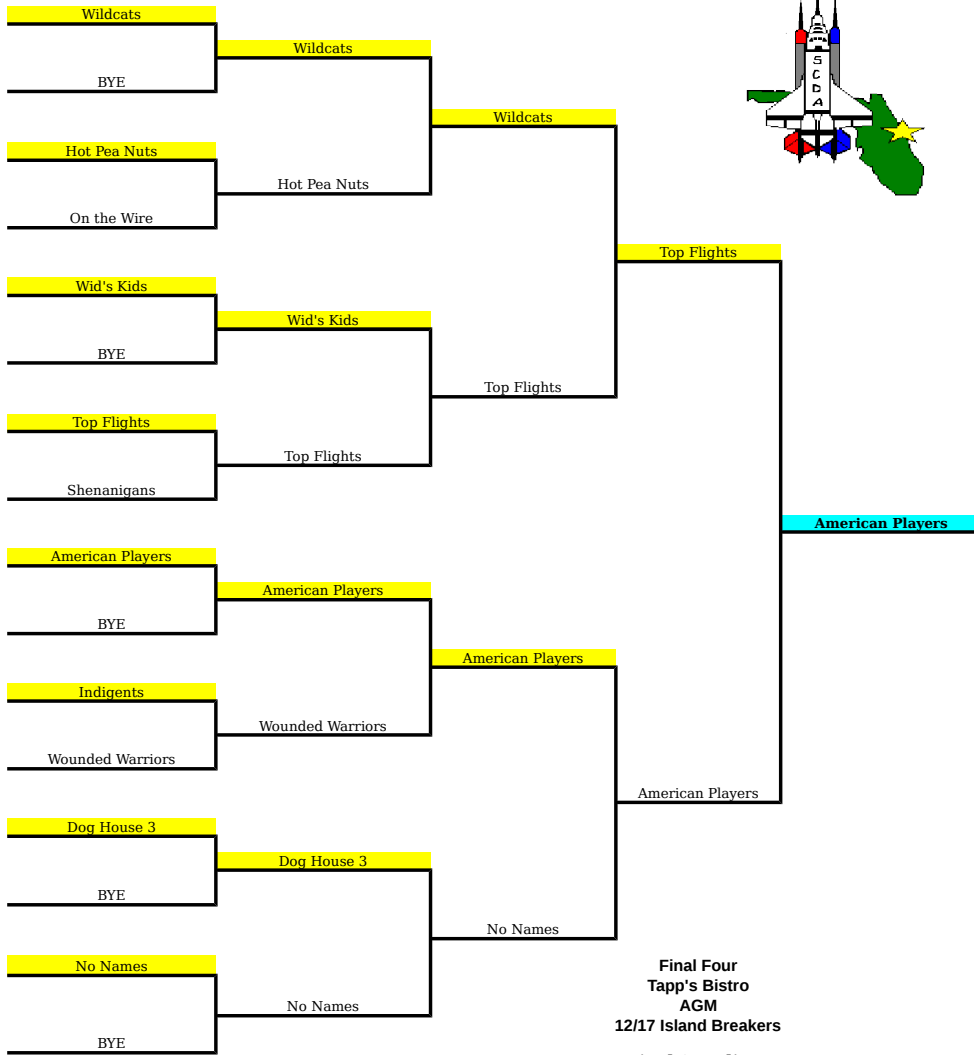 Wildcats
BYE
Hot Pea Nuts
On the Wire
Wid's Kids
BYE
Top Flights
Shenanigans
American Players
BYE
Indigents
Wounded Warriors
Dog House 3
BYE
No Names
BYE
Wildcats
Hot Pea Nuts
Wid's Kids
Top Flights
American Players
Wounded Warriors
Dog House 3
No Names
Wildcats
Top Flights
American Players
No Names
Top Flights
American Players
American Players
S
C
D
A
Final Four
Tapp's Bistro
AGM
12/17 Island Breakers